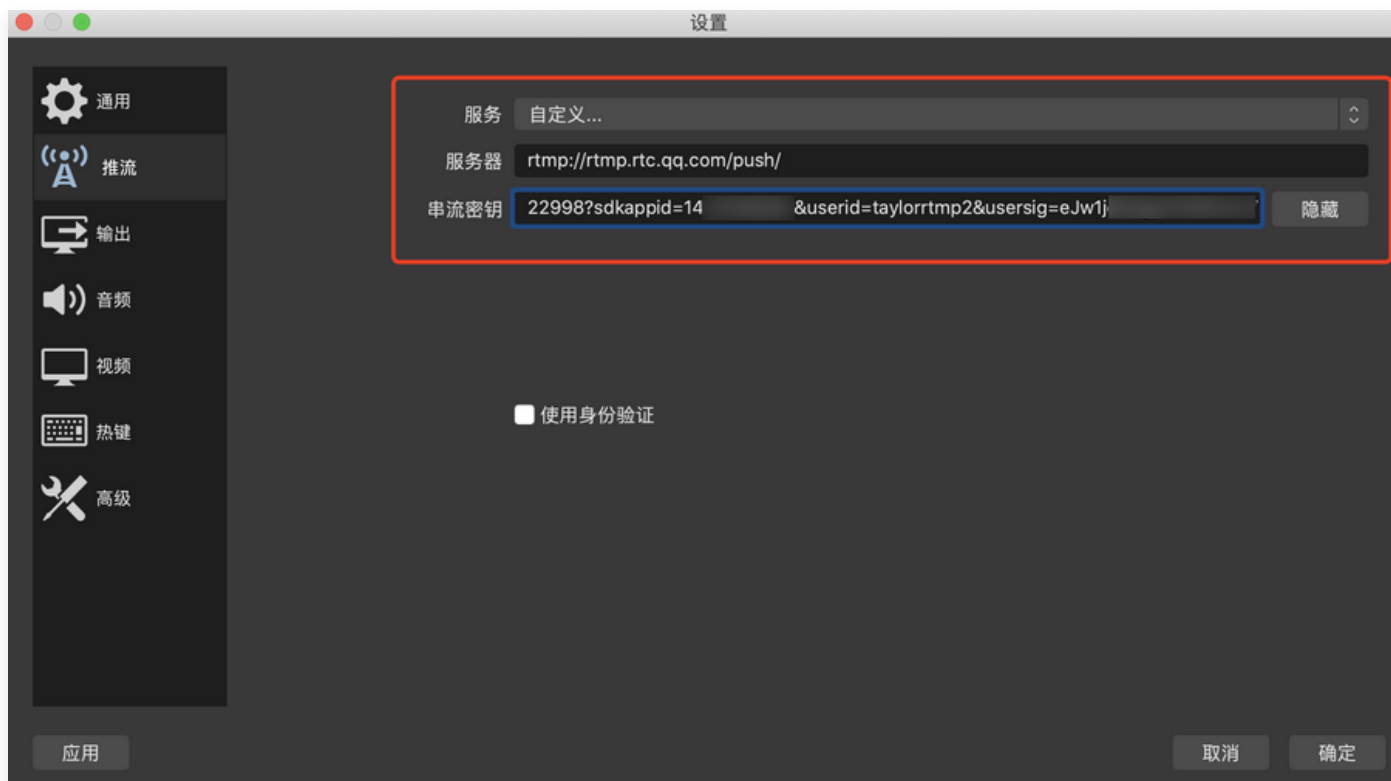 设置
通用
推流
输出
音频
视频
热键
高级
服务 自定义...
服务器 rtmp://rtmp.rtc.qq.com/push/
串流密钥 22998?sdkappid=14 &userid=taylorrtmp2&usersig=eJw1j 隐藏
使用身份验证
应用 取消 确定